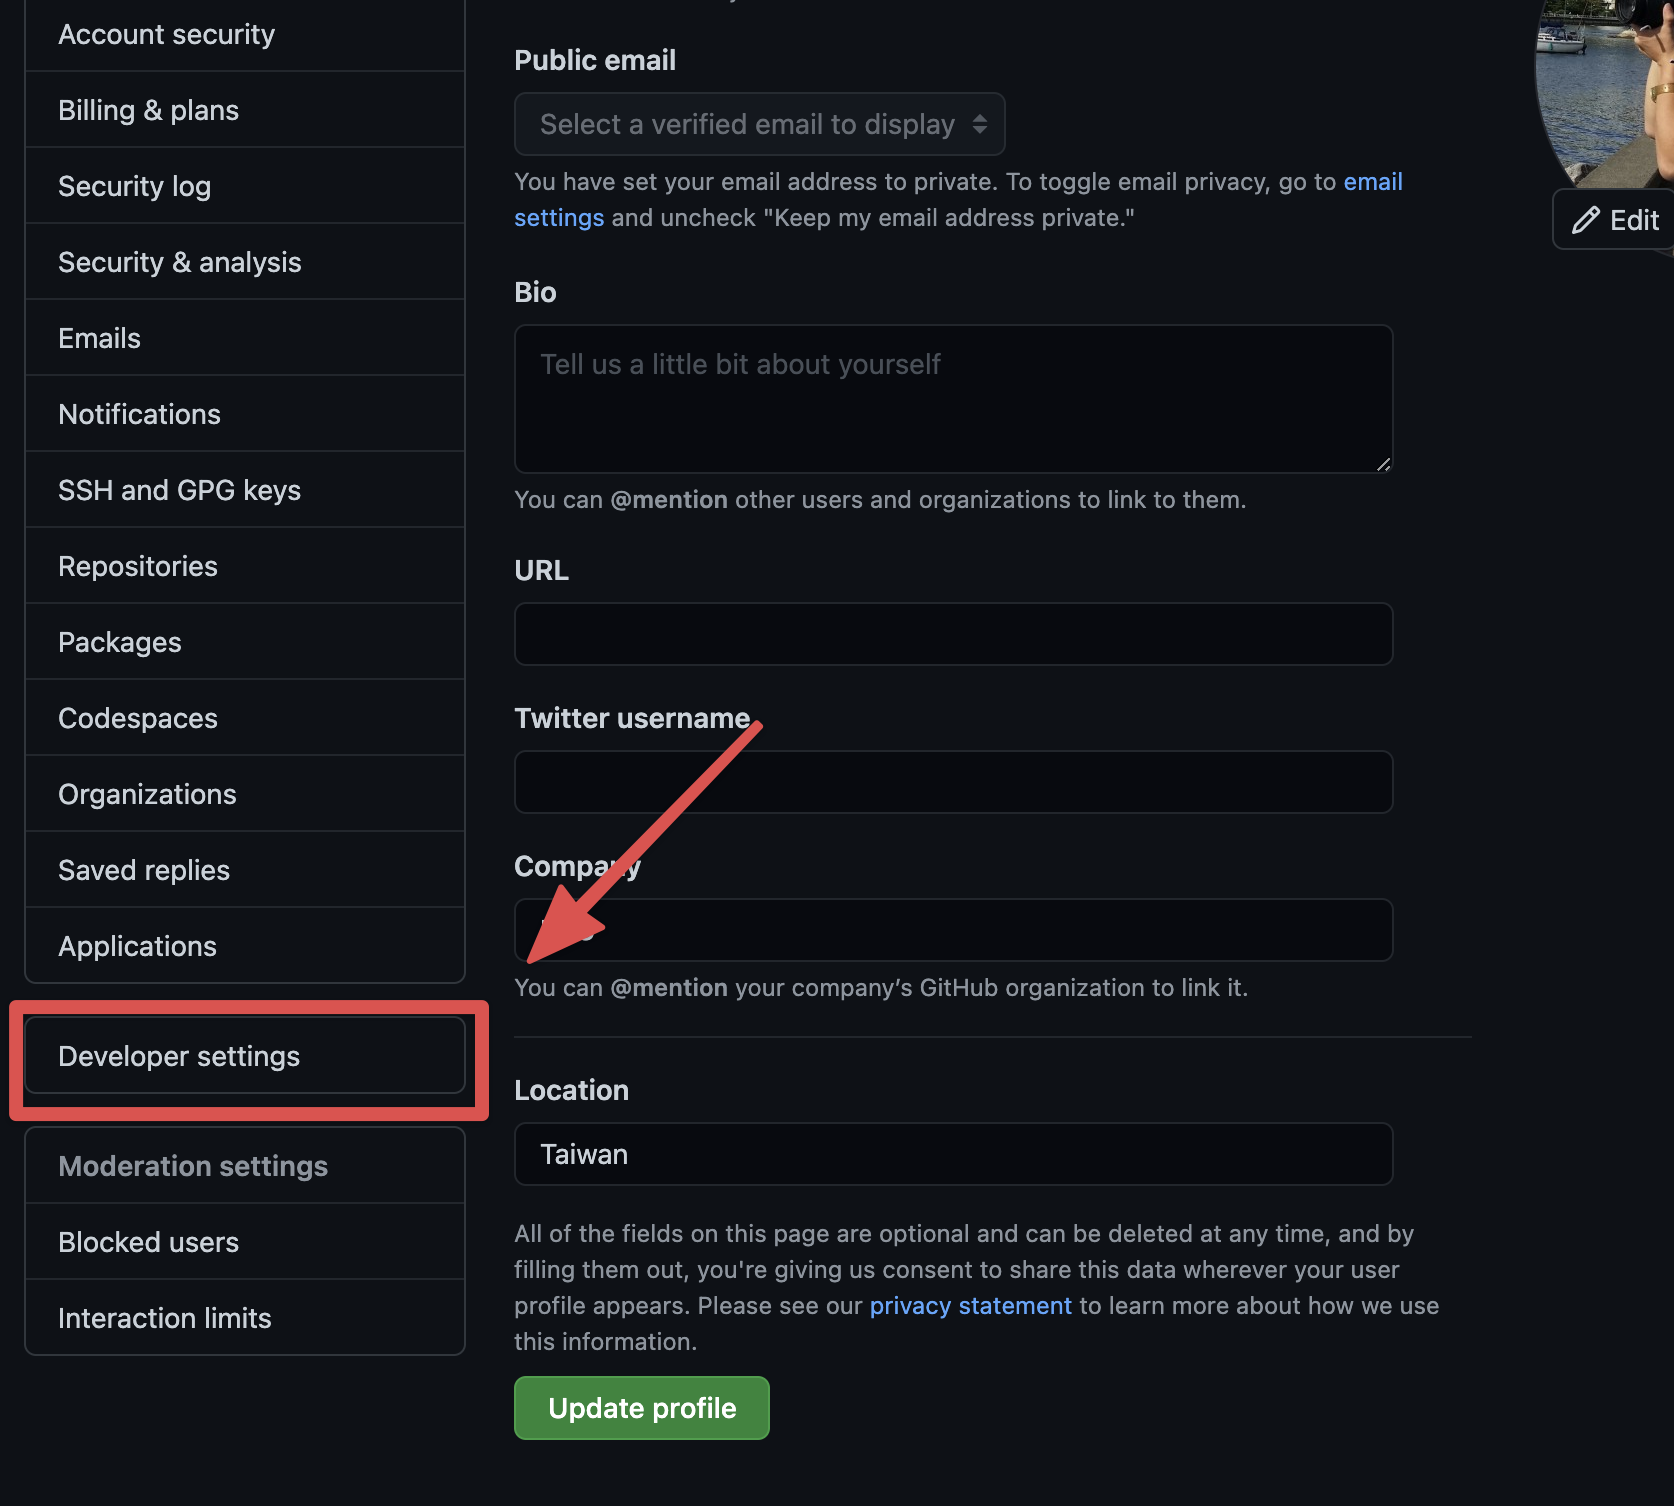 Account security
Billing & plans
Security log
Security & analysis
Emails
Notifications
SSH and GPG keys
Repositories
Packages
Codespaces
Organizations
Saved replies
Applications
Developer settings
Moderation settings
Blocked users
Interaction limits
Public email
Select a verified email to display
You have set your email address to private. To toggle email privacy, go to email
settings and uncheck "Keep my email address private."
Bio
Tell us a little bit about yourself
You can @mention other users and organizations to link to them.
URL
Twitter username
Company
You can @mention your company’s GitHub organization to link it.
Location
Taiwan
All of the fields on this page are optional and can be deleted at any time, and by
filling them out, you're giving us consent to share this data wherever your user
profile appears. Please see our privacy statement to learn more about how we use
this information.
Update profile
Edit